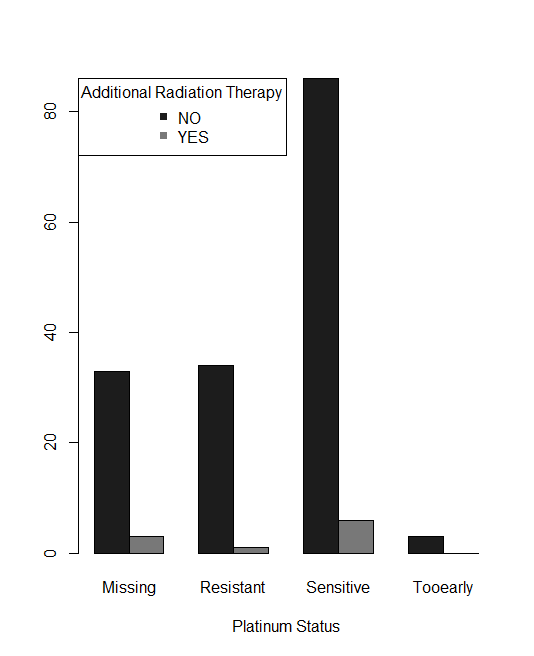 Additional Radiation Therapy
NO
YES
80
60
40
20
0
Missing Resistant Sensitive Tooearly
Platinum Status